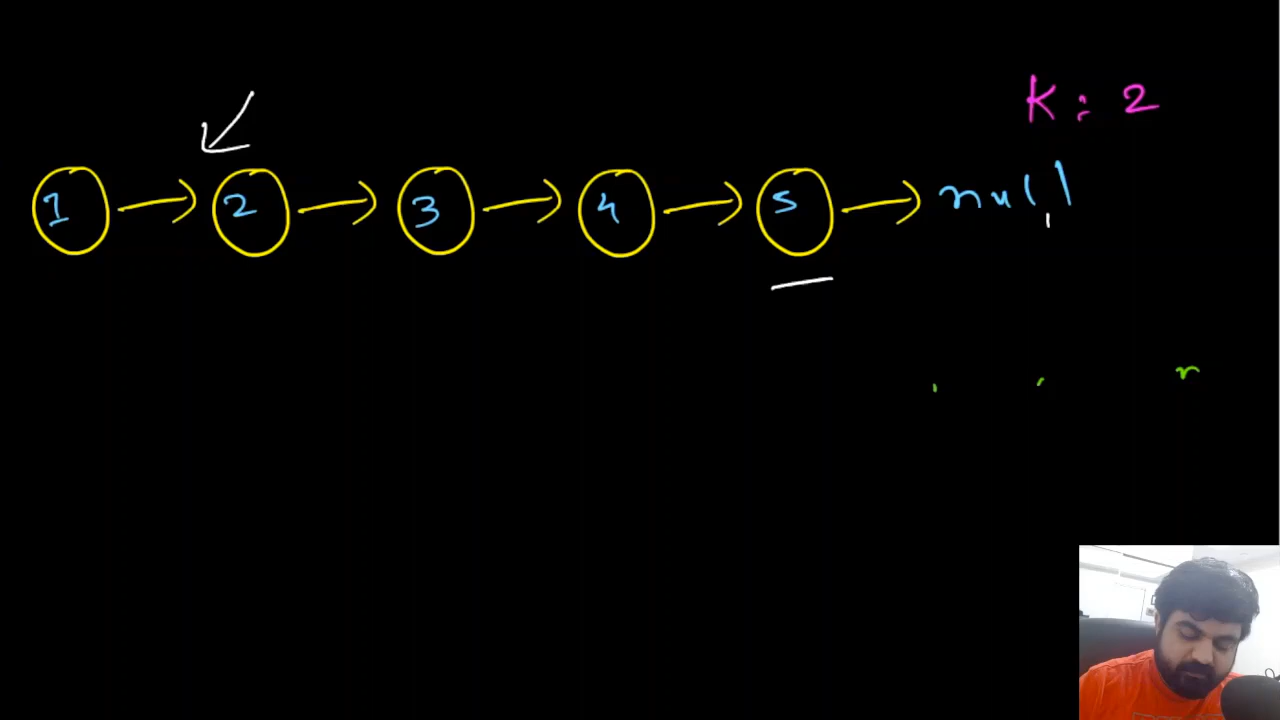 K : 2
1 → 2 → 3 → 4 → 5 → null
r